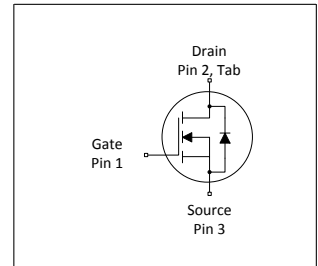 Drain
Pin 2, Tab
Gate
Pin 1
Source
Pin 3